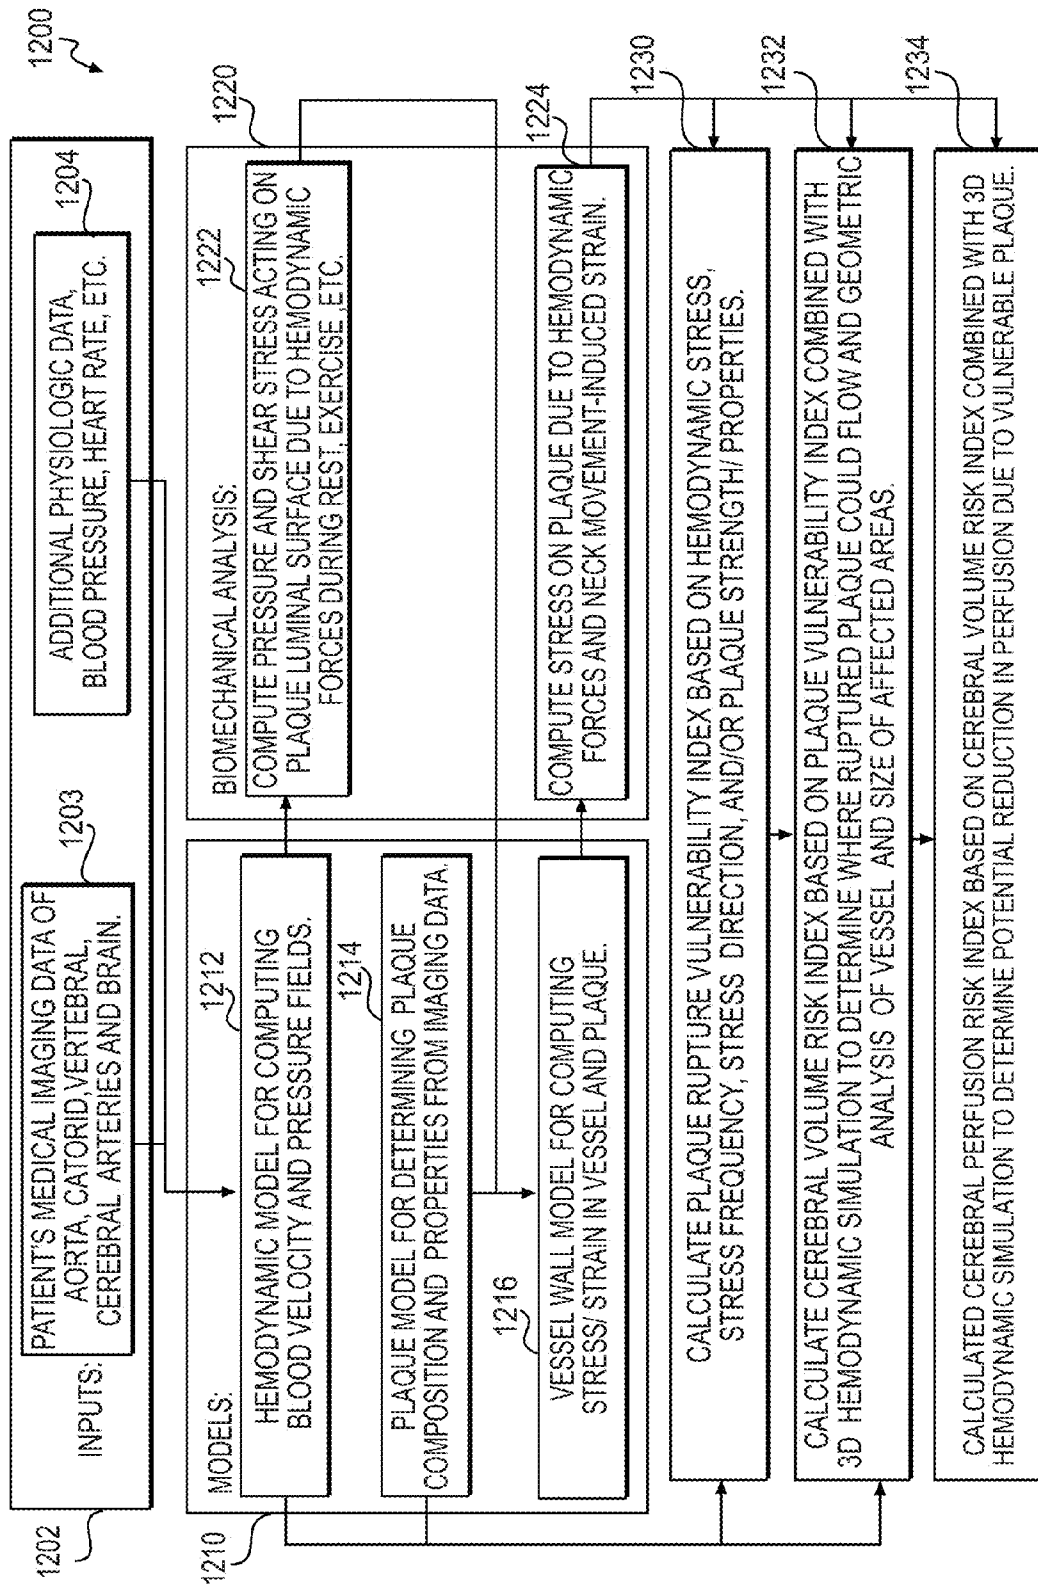 1200
1202
INPUTS:
1203
PATIENT'S MEDICAL IMAGING DATA OF
AORTA, CATORID,VERTEBRAL,
CEREBRAL ARTERIES AND BRAIN.
1204
ADDITIONAL PHYSIOLOGIC DATA,
BLOOD PRESSURE, HEART RATE, ETC.
1210
MODELS:
1212
HEMODYNAMIC MODEL FOR COMPUTING
BLOOD VELOCITY AND PRESSURE FIELDS.
1214
PLAQUE MODEL FOR DETERMINING PLAQUE
COMPOSITION AND PROPERTIES FROM IMAGING DATA.
1216
VESSEL WALL MODEL FOR COMPUTING
STRESS/ STRAIN IN VESSEL AND PLAQUE.
1220
BIOMECHANICAL ANALYSIS:
1222
COMPUTE PRESSURE AND SHEAR STRESS ACTING ON
PLAQUE LUMINAL SURFACE DUE TO HEMODYNAMIC
FORCES DURING REST, EXERCISE ,ETC.
1224
COMPUTE STRESS ON PLAQUE DUE TO HEMODYNAMIC
FORCES AND NECK MOVEMENT-INDUCED STRAIN.
1230
CALCULATE PLAQUE RUPTURE VULNERABILITY INDEX BASED ON HEMODYNAMIC STRESS,
STRESS FREQUENCY, STRESS DIRECTION, AND/OR PLAQUE STRENGTH/ PROPERTIES.
1232
CALCULATE CEREBRAL VOLUME RISK INDEX BASED ON PLAQUE VULNERABILITY INDEX COMBINED WITH
3D HEMODYNAMIC SIMULATION TO DETERMINE WHERE RUPTURED PLAQUE COULD FLOW AND GEOMETRIC
ANALYSIS OF VESSEL AND SIZE OF AFFECTED AREAS.
1234
CALCULATED CEREBRAL PERFUSION RISK INDEX BASED ON CEREBRAL VOLUME RISK INDEX COMBINED WITH 3D
HEMODYNAMIC SIMULATION TO DETERMINE POTENTIAL REDUCTION IN PERFUSION DUE TO VULNERABLE PLAQUE.